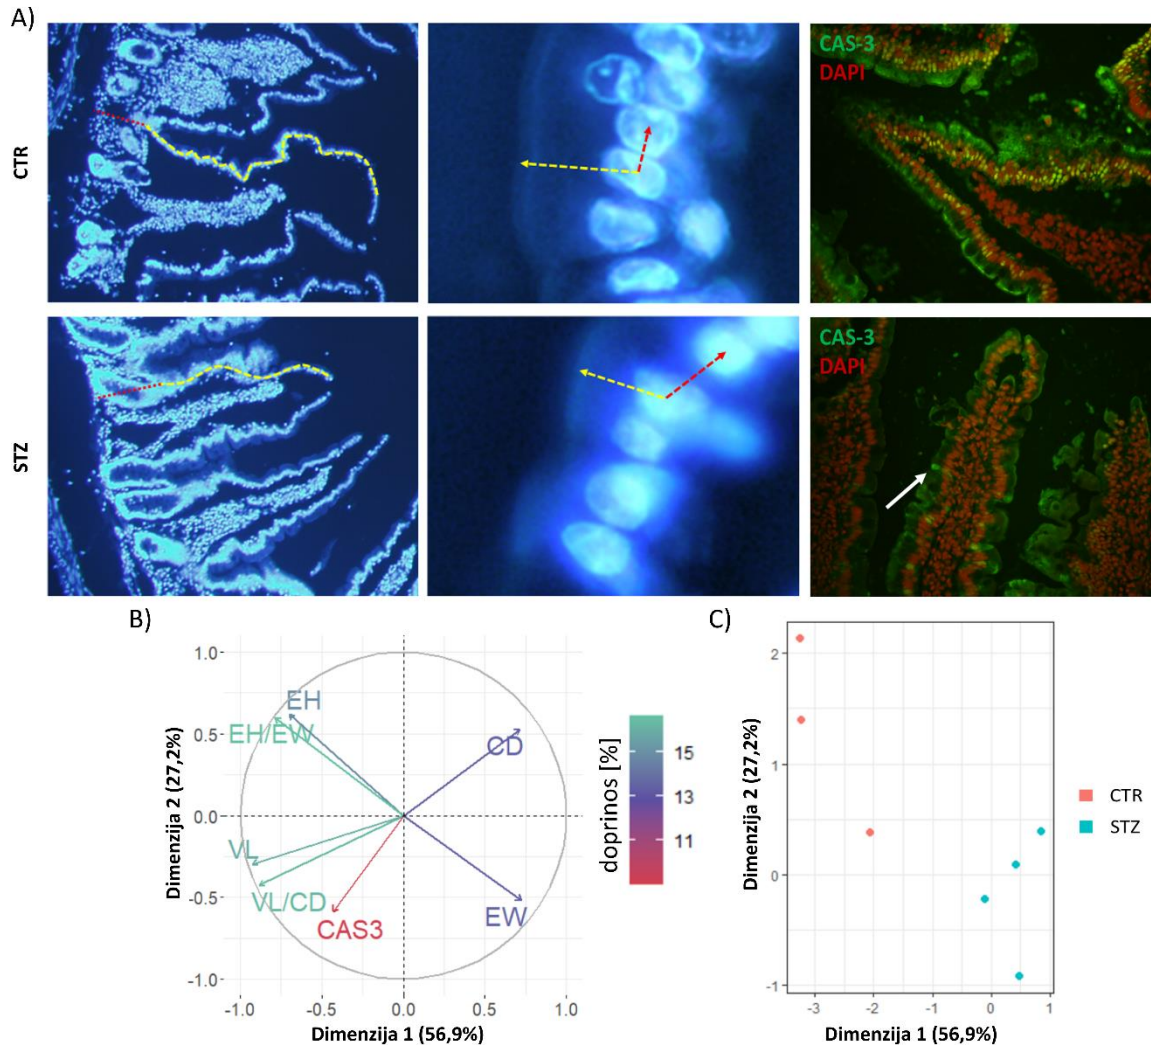 A)
CTR
CAS-3
DAPI
STZ
CAS-3
DAPI
B)
1.0
0.5
0.0
-0.5
-1.0
Dimenzija 2 (27,2%)
EH
EH/EW
CD
VL
VL/CD
CAS3
EW
-1.0 -0.5 0.0 0.5 1.0
Dimenzija 1 (56,9%)
doprinos [%]
15
13
11
C)
2
1
0
-1
Dimenzija 2 (27,2%)
-3 -2 -1 0 1
Dimenzija 1 (56,9%)
CTR
STZ